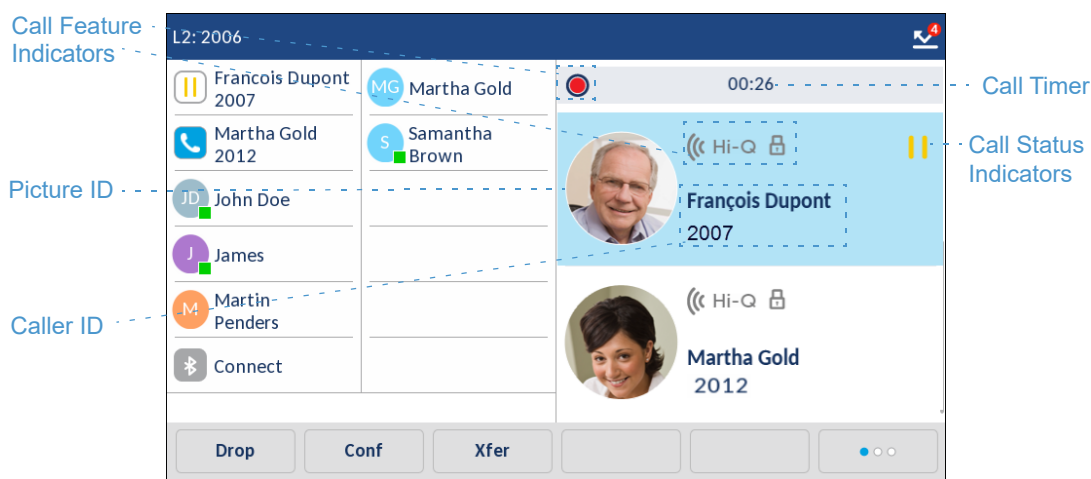 Call Feature
Indicators
Picture ID
Caller ID
L2: 2006
4
Francois Dupont
2007
Martha Gold
2012
JD
John Doe
J
James
M
Martin
Penders
Connect
MG
Martha Gold
S
Samantha
Brown
00:26
Hi-Q
François Dupont
2007
Hi-Q
Martha Gold
2012
Drop
Conf
Xfer
Call Timer
Call Status
Indicators